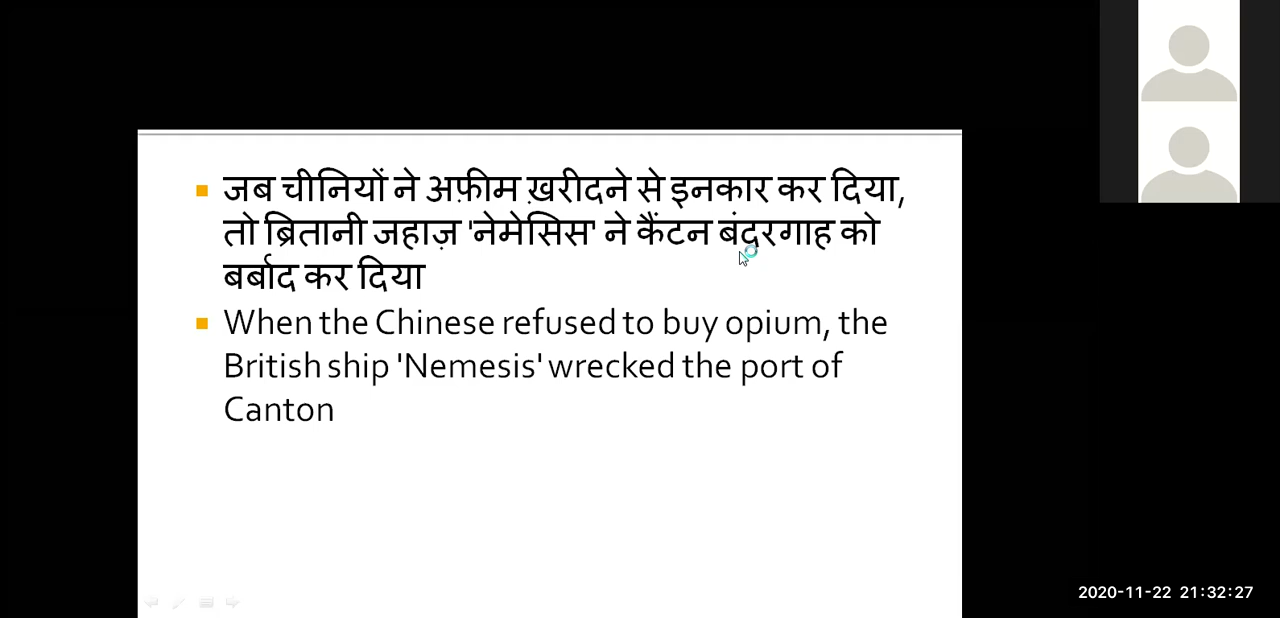 जब चीनियों ने अफ़ीम ख़रीदने से इनकार कर दिया,
तो ब्रितानी जहाज़ 'नेमेसिस' ने कैंटन बंदरगाह को
बर्बाद कर दिया
When the Chinese refused to buy opium, the
British ship 'Nemesis' wrecked the port of
Canton
2020-11-22 21:32:27